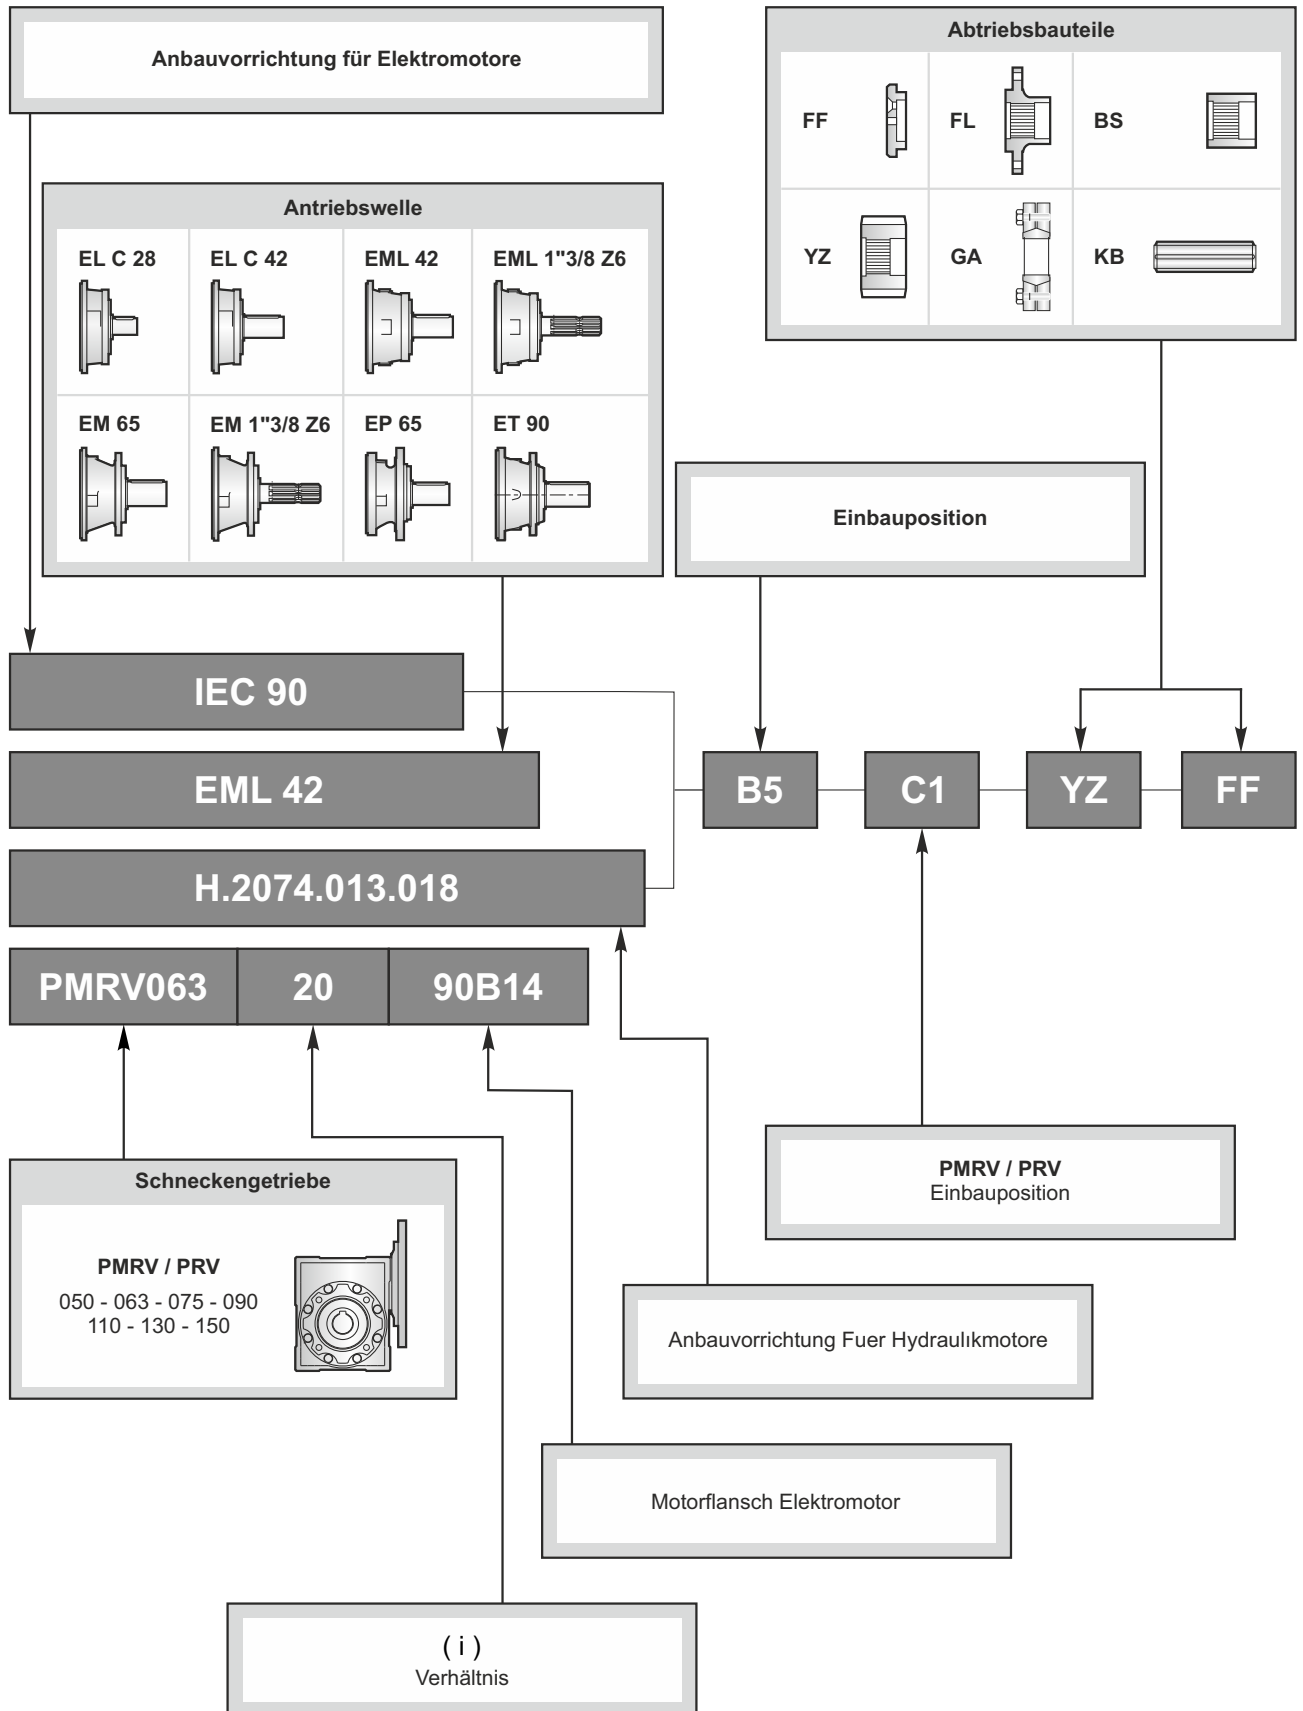 Anbauvorrichtung für Elektromotore
Abtriebsbauteile
FF
FL
BS
YZ
GA
KB
Antriebswelle
EL C 28
EL C 42
EML 42
EML 1"3/8 Z6
EM 65
EM 1"3/8 Z6
EP 65
ET 90
Einbauposition
IEC 90
EML 42
H.2074.013.018
B5
C1
YZ
FF
PMRV063
20
90B14
Schneckengetriebe
PMRV / PRV
050 - 063 - 075 - 090
110 - 130 - 150
PMRV / PRV
Einbauposition
Anbauvorrichtung Fuer Hydraulıkmotore
Motorflansch Elektromotor
( i )
Verhältnis